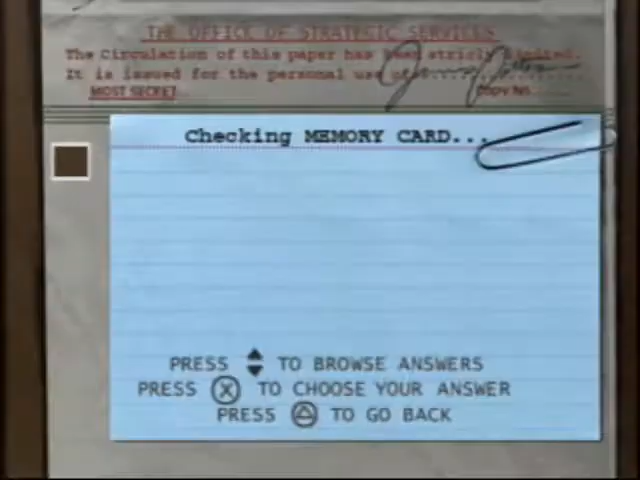 THE OFFICE OF STRATEGIC SERVICES
The Circulation of this paper has been strictly limited.
It is issued for the personal use of
MOST SECRET
COPY NO.
Checking MEMORY CARD...
PRESS TO BROWSE ANSWERS
PRESS X TO CHOOSE YOUR ANSWER
PRESS TO GO BACK